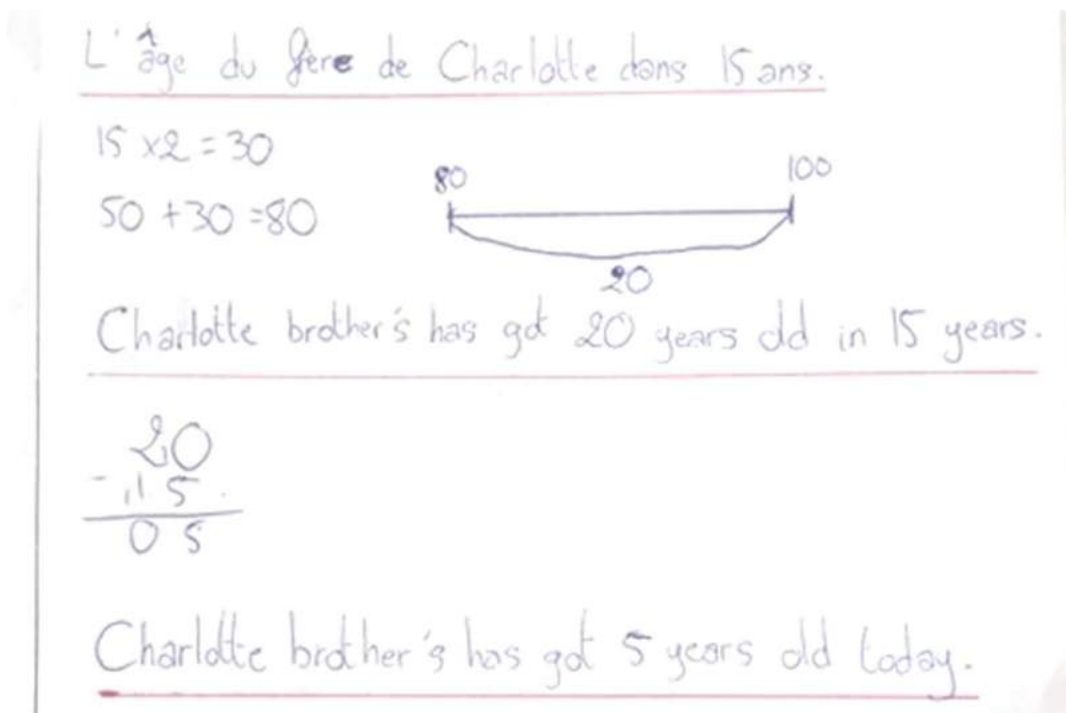 L'âge du frère de Charlotte dans 15 ans.
15 x2 = 30
50 + 30 = 80
80
100
20
Charlotte brother's has got 20 years old in 15 years.
20
- 15
05
Charlotte brother's has got 5 years old today.